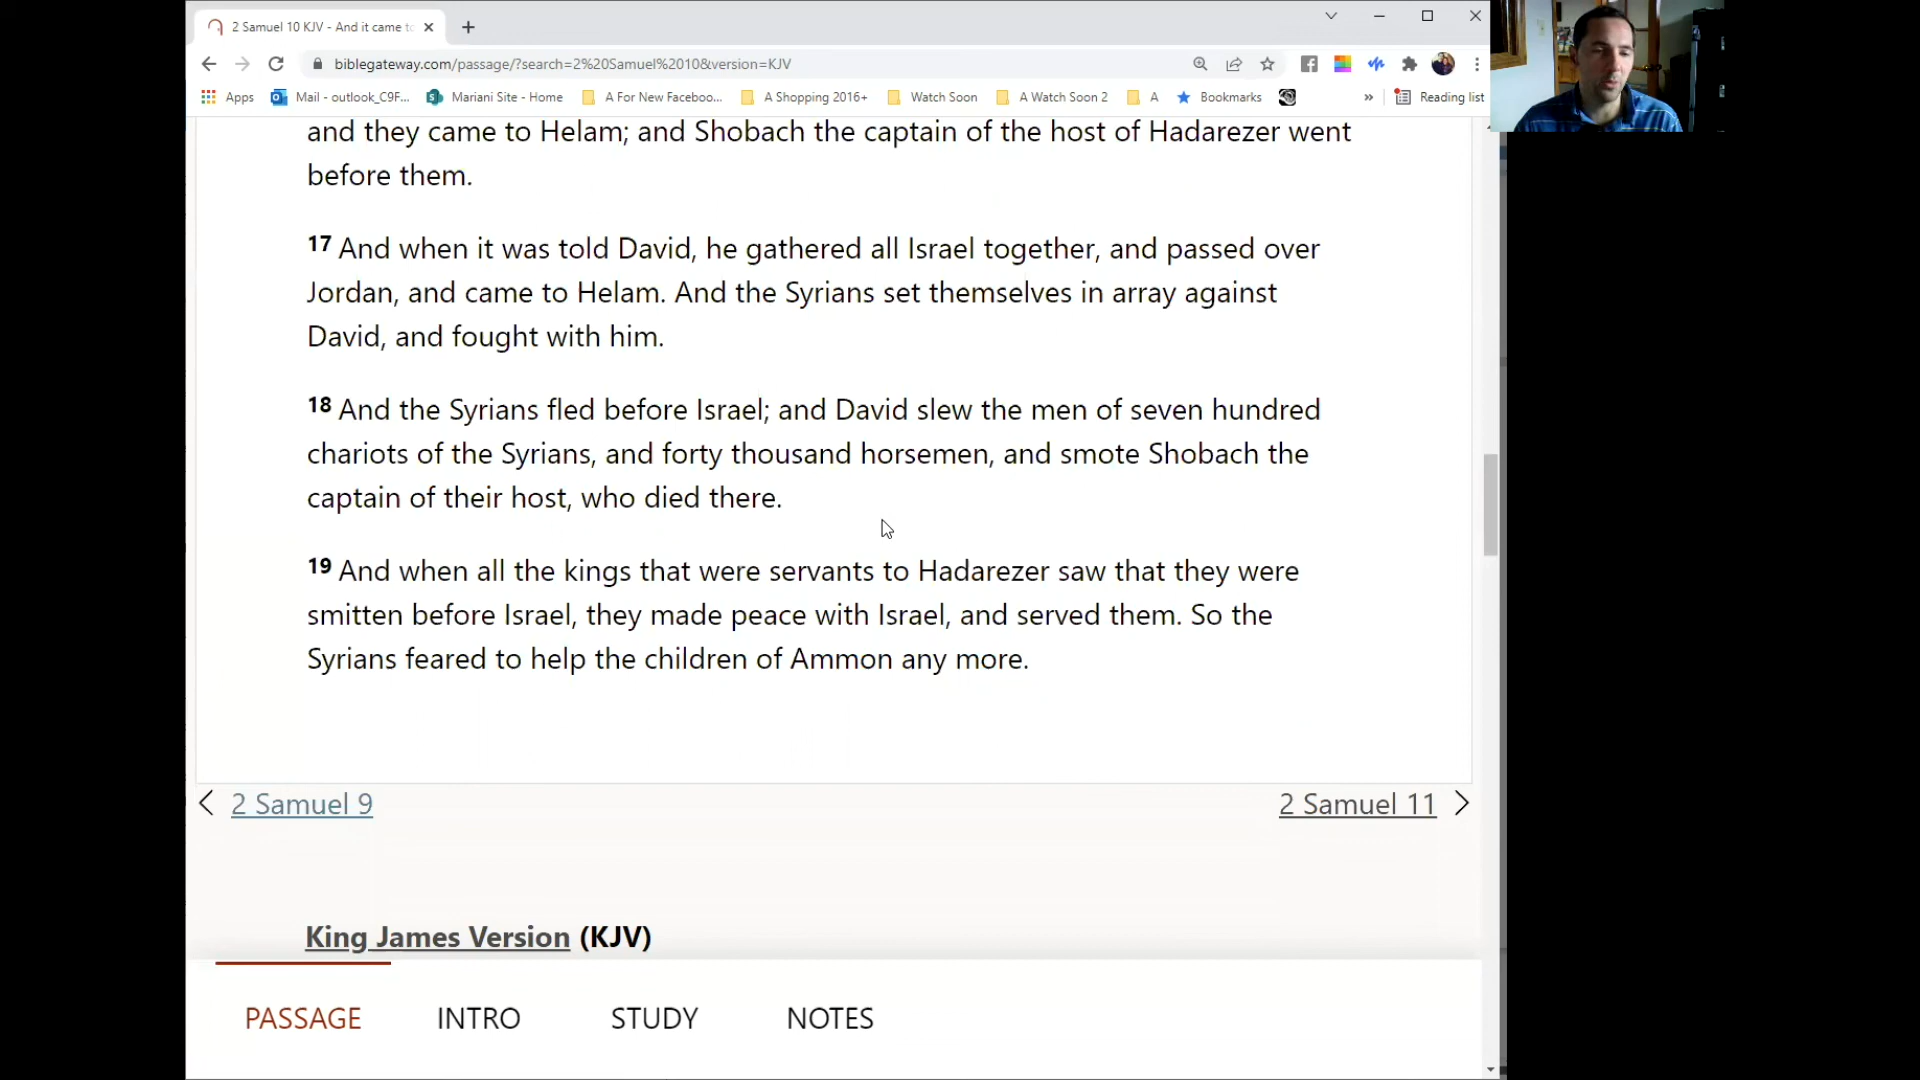 2 Samuel 10 KJV - And it came to
biblegateway.com/passage/?search=2%20Samuel%2010&version=KJV
Apps Mail - outlook_C9F... Mariani Site - Home A For New Faceboo... A Shopping 2016+ Watch Soon A Watch Soon 2 A Bookmarks » Reading list
and they came to Helam; and Shobach the captain of the host of Hadarezer went
before them.
17 And when it was told David, he gathered all Israel together, and passed over
Jordan, and came to Helam. And the Syrians set themselves in array against
David, and fought with him.
18 And the Syrians fled before Israel; and David slew the men of seven hundred
chariots of the Syrians, and forty thousand horsemen, and smote Shobach the
captain of their host, who died there.
19 And when all the kings that were servants to Hadarezer saw that they were
smitten before Israel, they made peace with Israel, and served them. So the
Syrians feared to help the children of Ammon any more.
2 Samuel 9 2 Samuel 11
King James Version (KJV)
PASSAGE INTRO STUDY NOTES